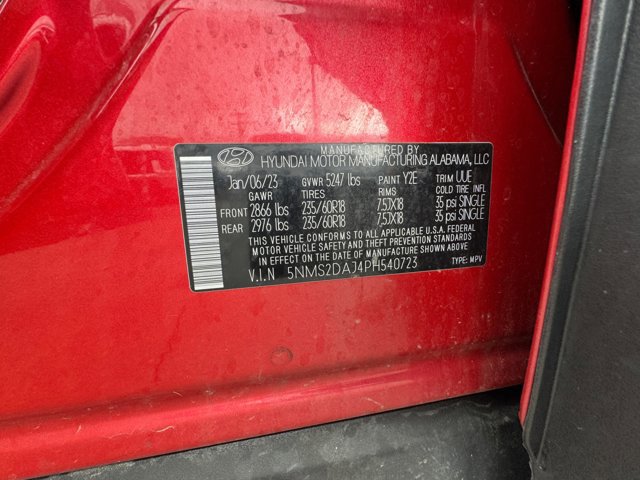 MANUFACTURED BY
HYUNDAI MOTOR MANUFACTURING ALABAMA, LLC
Jan/06/23 GVWR 5247 lbs PAINT Y2E TRIM UUE
GAWR TIRES RIMS COLD TIRE INFL
FRONT 2866 lbs 235/60R18 7.5JX18 35 psi SINGLE
REAR 2976 lbs 235/60R18 7.5JX18 35 psi SINGLE
THIS VEHICLE CONFORMS TO ALL APPLICABLE U.S.A. FEDERAL
MOTOR VEHICLE SAFETY AND THEFT PREVENTION STANDARDS
IN EFFECT ON THE DATE OF MANUFACTURE SHOWN ABOVE.
V.I.N 5NMS2DAJ4PH540723 TYPE: MPV